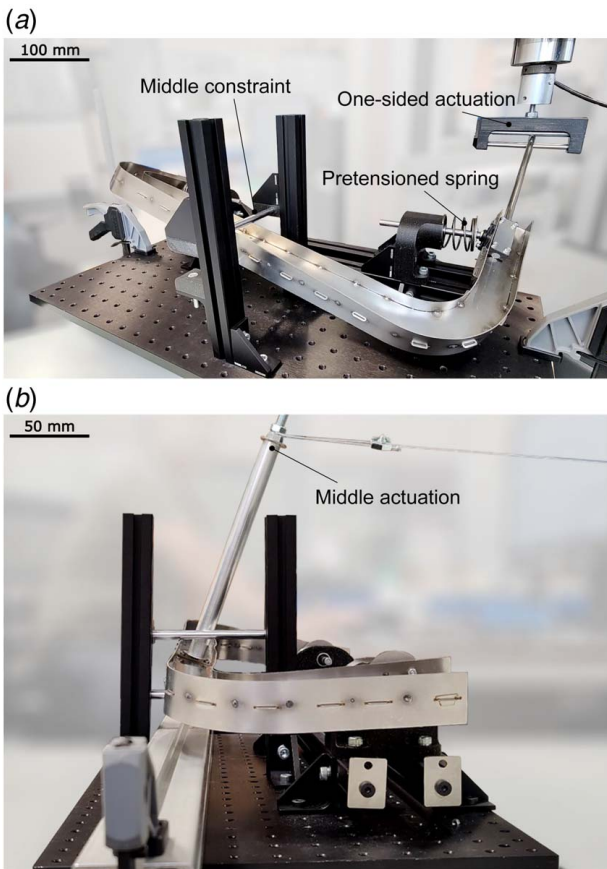 (a)
100 mm
Middle constraint
One-sided actuation
Pretensioned spring
(b)
50 mm
Middle actuation